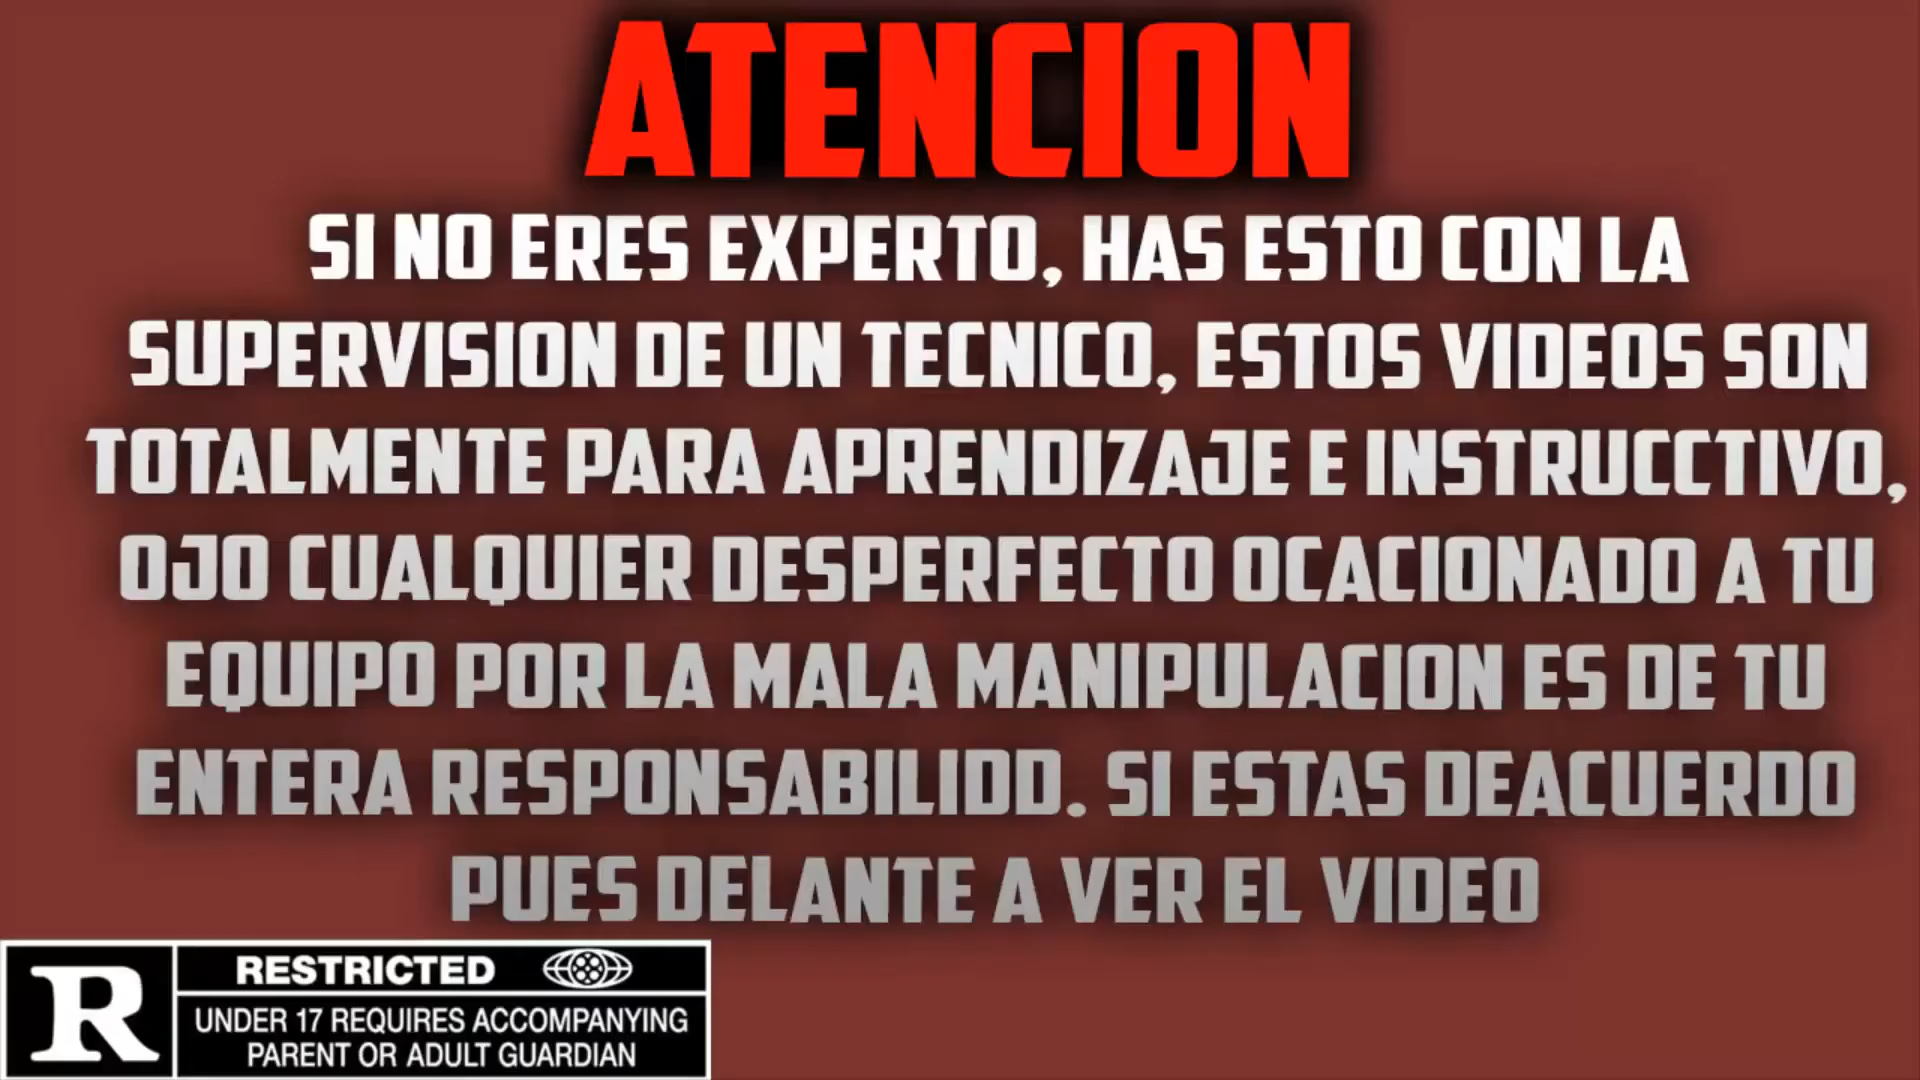 ATENCION
SI NO ERES EXPERTO, HAS ESTO CON LA
SUPERVISION DE UN TECNICO, ESTOS VIDEOS SON
TOTALMENTE PARA APRENDIZAJE E INSTRUCCTIVO,
OJO CUALQUIER DESPERFECTO OCACIONADO A TU
EQUIPO POR LA MALA MANIPULACION ES DE TU
ENTERA RESPONSABILIDD. SI ESTAS DEACUERDO
PUES DELANTE A VER EL VIDEO
R
RESTRICTED
UNDER 17 REQUIRES ACCOMPANYING
PARENT OR ADULT GUARDIAN